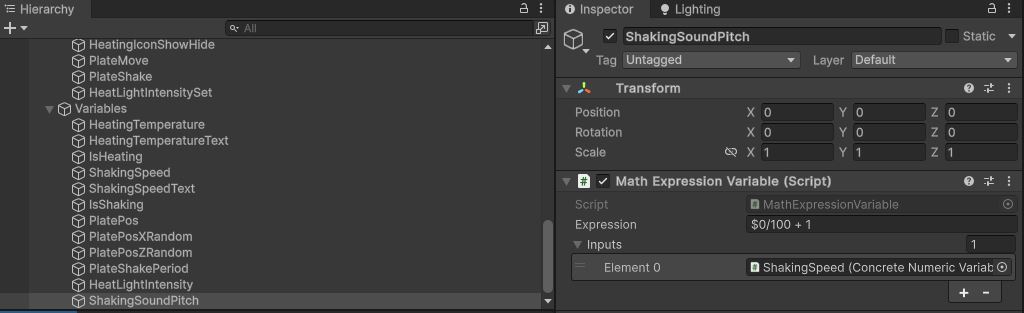 Hierarchy
All
HeatingIconShowHide
PlateMove
PlateShake
HeatLightIntensitySet
Variables
HeatingTemperature
HeatingTemperatureText
IsHeating
ShakingSpeed
ShakingSpeedText
IsShaking
PlatePos
PlatePosXRandom
PlatePosZRandom
PlateShakePeriod
HeatLightIntensity
ShakingSoundPitch
Inspector Lighting
ShakingSoundPitch Static
Tag Untagged Layer Default
Transform
Position X 0 Y 0 Z 0
Rotation X 0 Y 0 Z 0
Scale X 1 Y 1 Z 1
# Math Expression Variable (Script)
Script # MathExpressionVariable
Expression $0/100 + 1
Inputs 1
Element 0 # ShakingSpeed (Concrete Numeric Variab
+ -